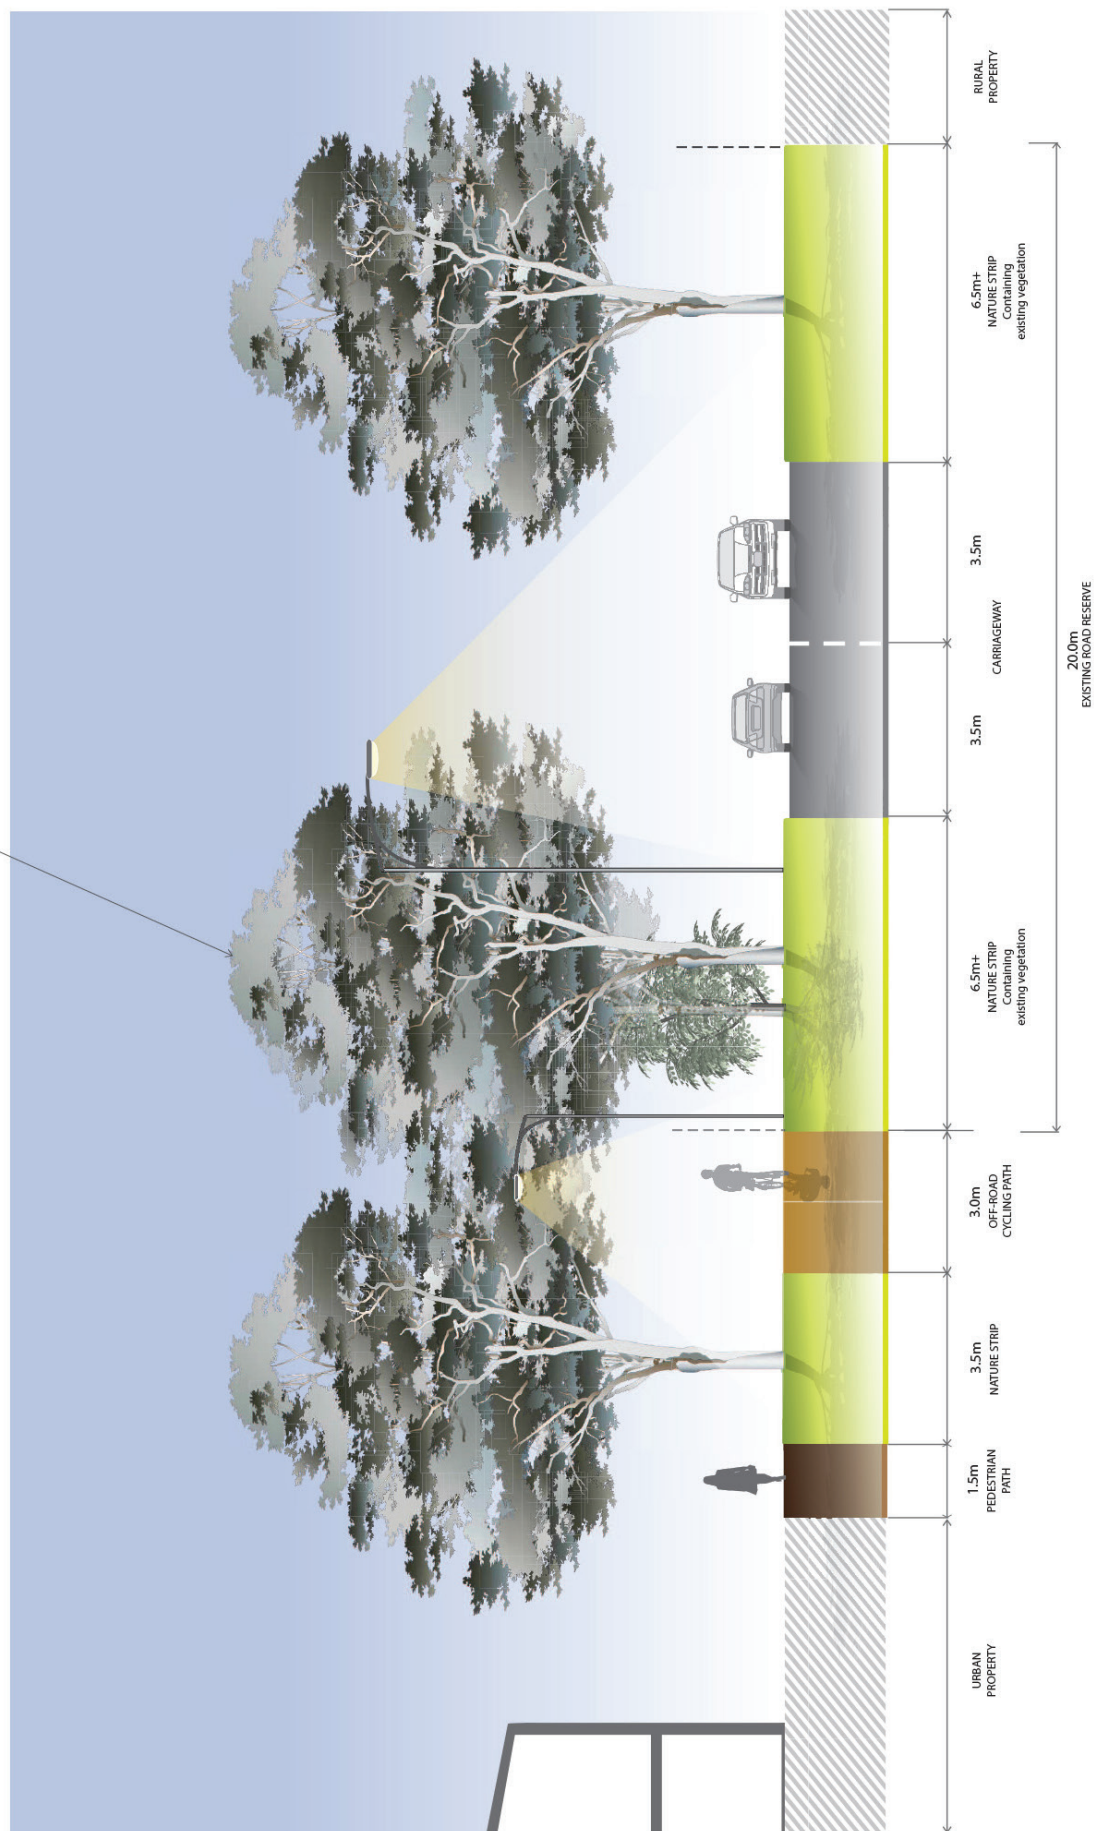 URBAN
PROPERTY
1.5m
PEDESTRIAN
PATH
3.5m
NATURE STRIP
3.0m
OFF-ROAD
CYCLING PATH
6.5m+
NATURE STRIP
Containing
existing vegetation
3.5m
CARRIAGEWAY
3.5m
6.5m+
NATURE STRIP
Containing
existing vegetation
RURAL
PROPERTY
20.0m
EXISTING ROAD RESERVE